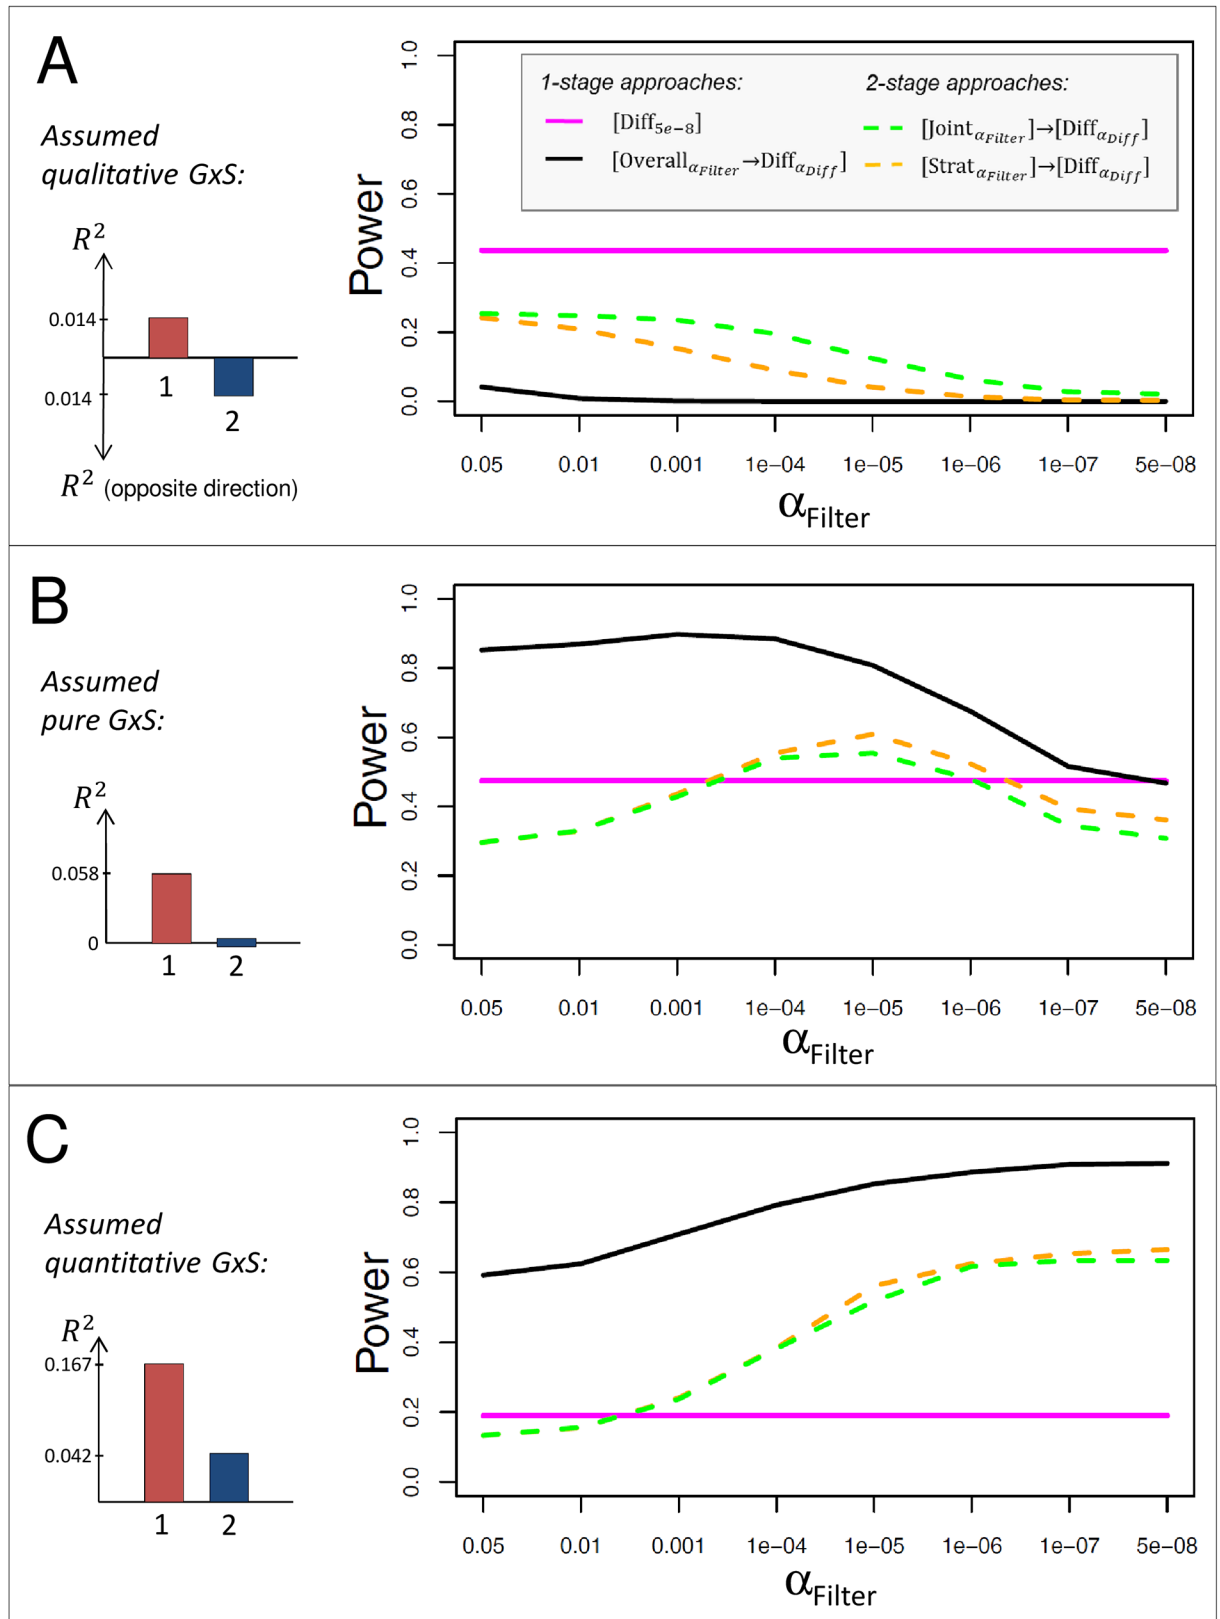 A
Assumed
qualitative GxS:
R²
0.014
1
0.014
2
R² (opposite direction)
Power
1.0
0.8
0.6
0.4
0.2
0.0
1-stage approaches:
2-stage approaches:
[Diff5e−8]
[JointαFilter]→[DiffαDiff]
[OverallαFilter→DiffαDiff]
[StratαFilter]→[DiffαDiff]
0.05 0.01 0.001 1e−04 1e−05 1e−06 1e−07 5e−08
αFilter
B
Assumed
pure GxS:
R²
0.058
0
1 2
Power
1.0
0.8
0.6
0.4
0.2
0.0
0.05 0.01 0.001 1e−04 1e−05 1e−06 1e−07 5e−08
αFilter
C
Assumed
quantitative GxS:
R²
0.167
0.042
1 2
Power
1.0
0.8
0.6
0.4
0.2
0.0
0.05 0.01 0.001 1e−04 1e−05 1e−06 1e−07 5e−08
αFilter